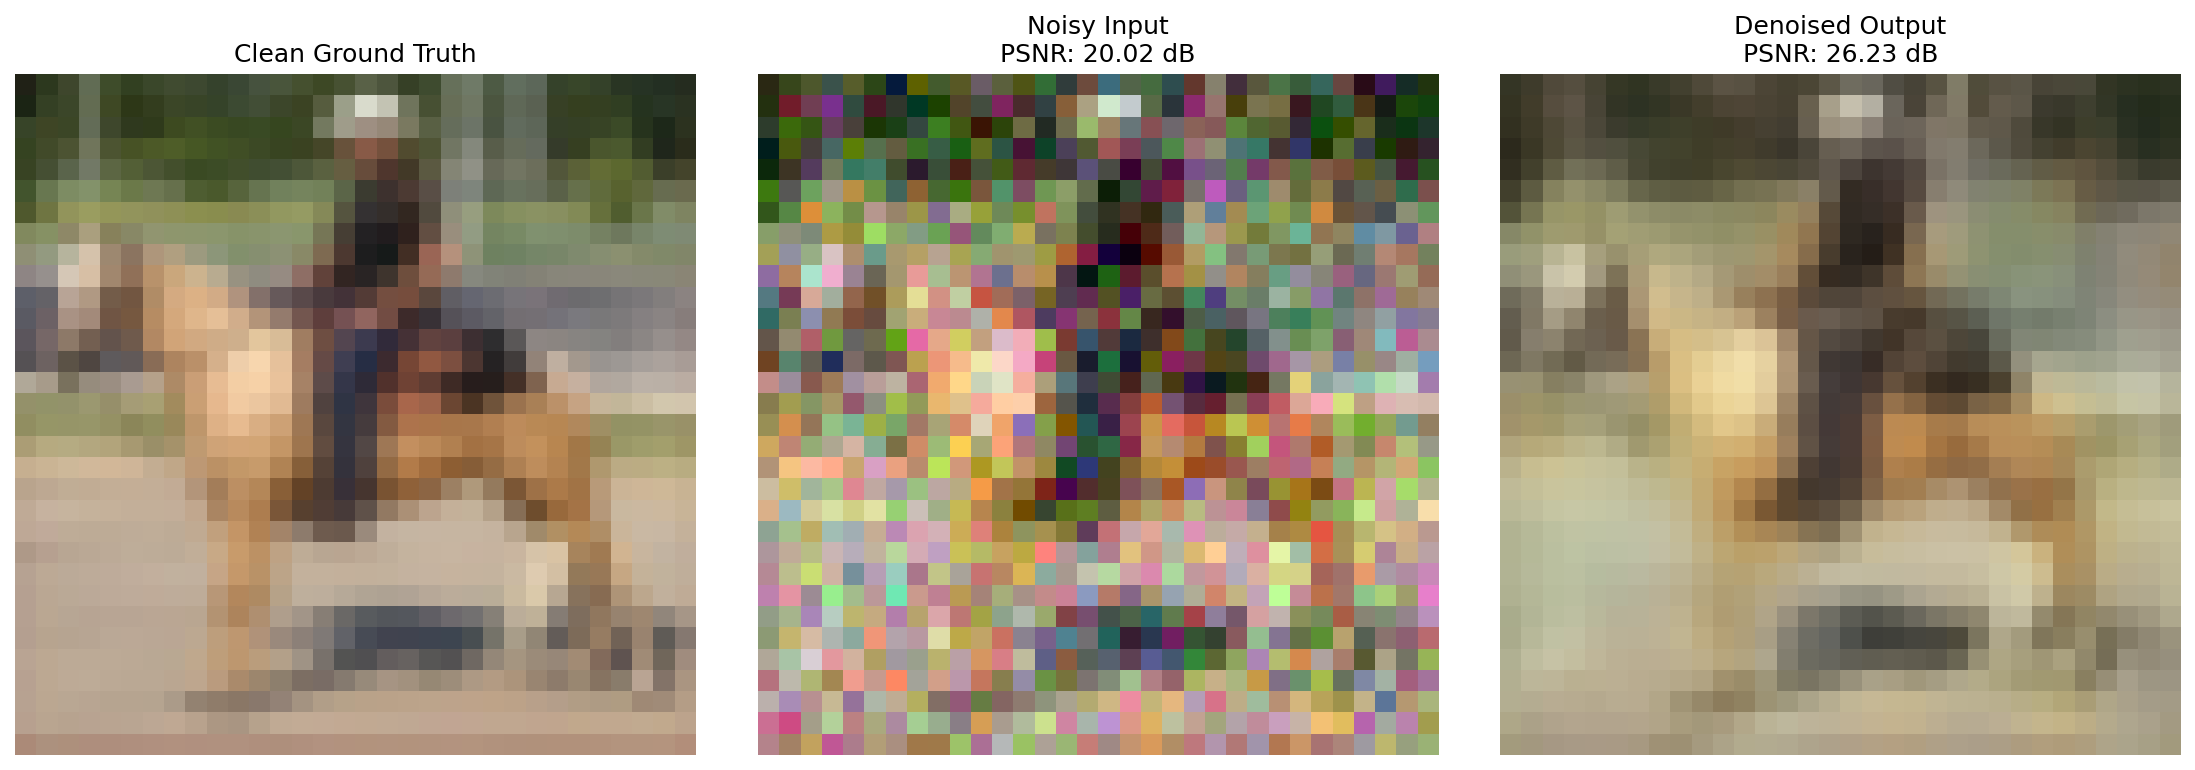 Clean Ground Truth
Noisy Input
PSNR: 20.02 dB
Denoised Output
PSNR: 26.23 dB